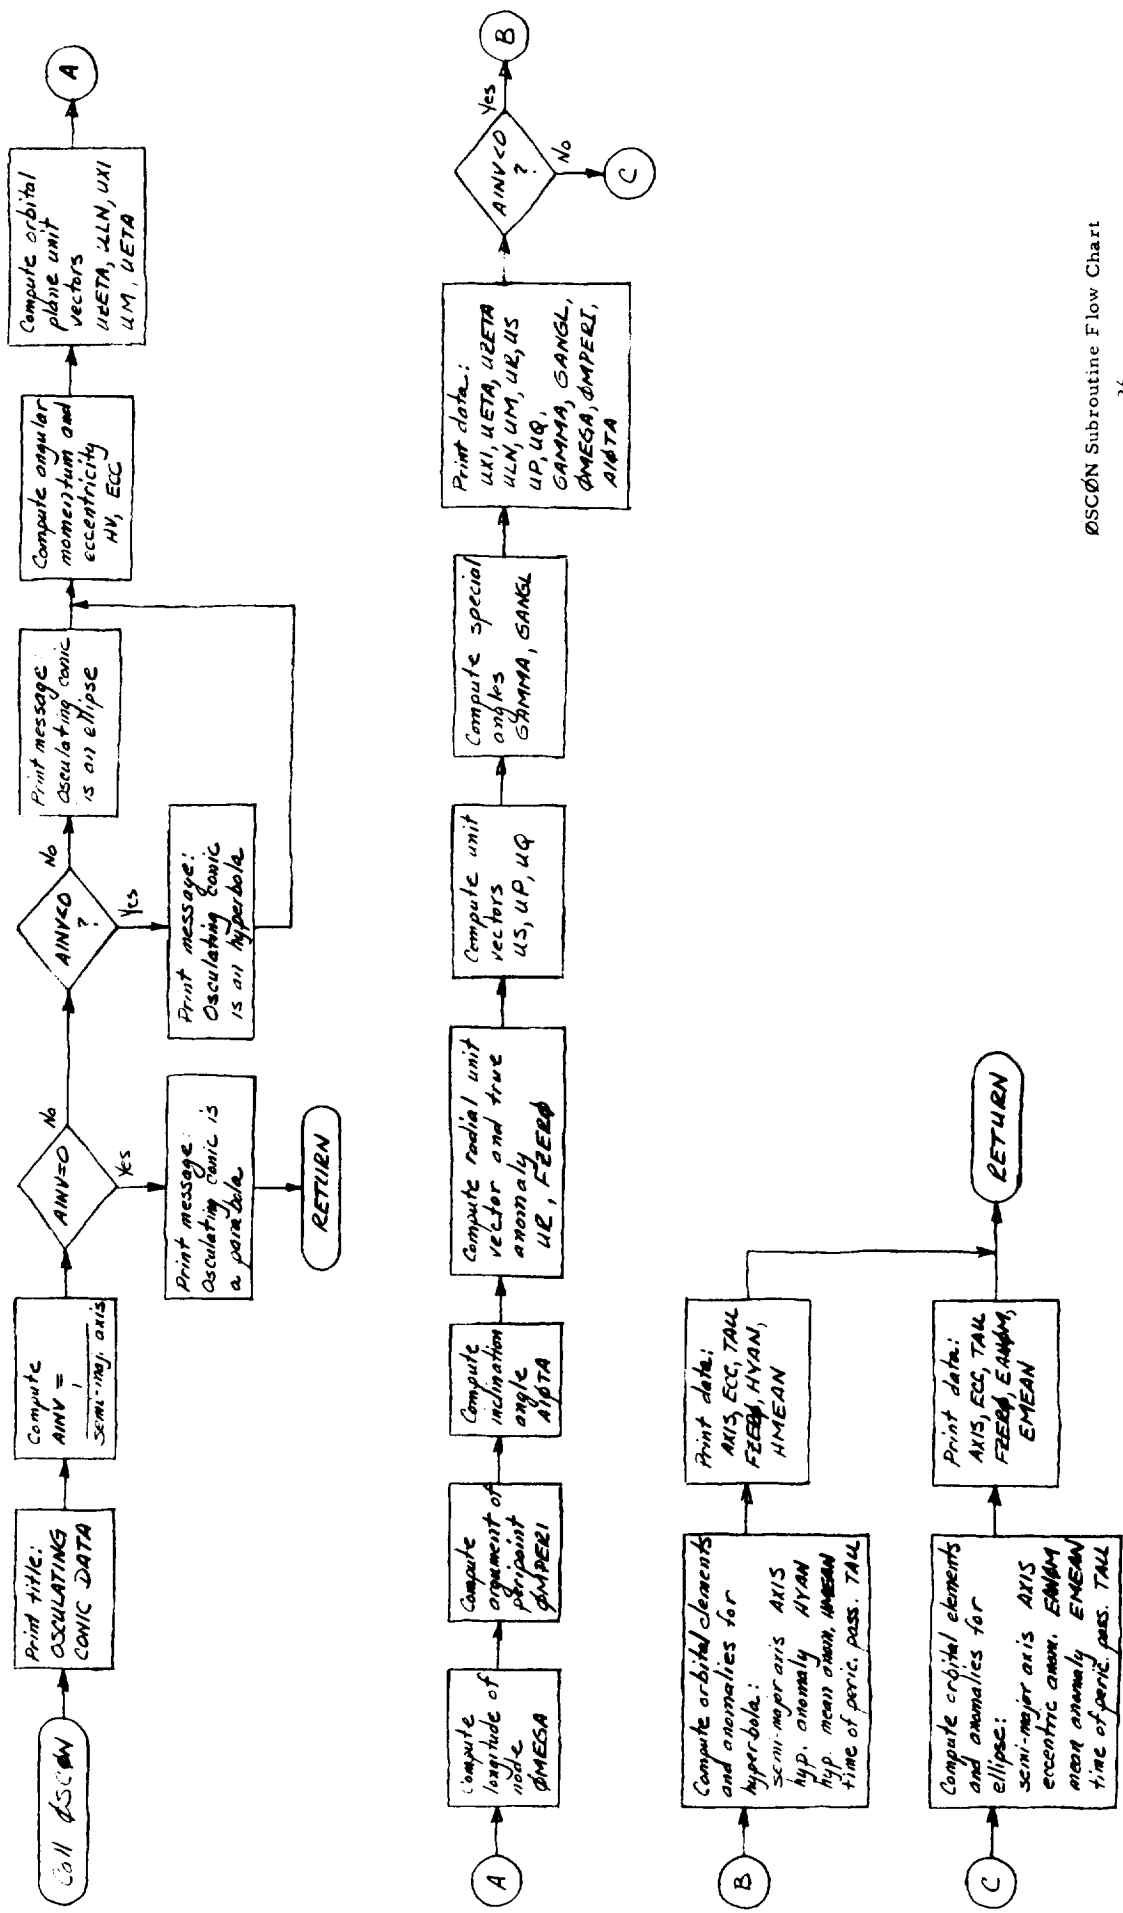 Call ØSCØN
Print title:
OSCULATING
CONIC DATA
Compute
AINV =
1
semi-maj. axis
AINV=0
?
No
Yes
Print message:
Osculating conic is
a parabola
RETURN
AINV<0
?
No
Yes
Print message:
Osculating conic
is an hyperbola
Print message
Osculating conic
is an ellipse
Compute angular
momentum and
eccentricity
HV, ECC
Compute orbital
plane unit
vectors
UZETA, ULN, UXI
UM, UETA
A
A
Compute
longitude of
node
ØMEGA
Compute
argument of
peripoint
ØMPERI
Compute
inclination
angle
AIØTA
Compute radial unit
vector and true
anomaly
UR, FZERØ
Compute unit
vectors
US, UP, UQ
Compute special
angles
GAMMA, GANGL
Print data:
UXI, UETA, UZETA
ULN, UM, UR, US
UP, UQ,
GAMMA, GANGL,
ØMEGA, ØMPERI,
AIØTA
AINV<0
?
Yes
B
No
C
B
Compute orbital elements
and anomalies for
hyperbola:
semi-major axis AXIS
hyp. anomaly HYAN
hyp. mean anom. HMEAN
time of peric. pass. TAU
Print data:
AXIS, ECC, TAU
FZERØ, HYAN,
HMEAN
C
Compute orbital elements
and anomalies for
ellipse:
semi-major axis AXIS
eccentric anom. EANØM
mean anomaly EMEAN
time of peric. pass. TAU
Print data:
AXIS, ECC, TAU
FZERØ, EANØM,
EMEAN
RETURN
ØSCØN Subroutine Flow Chart